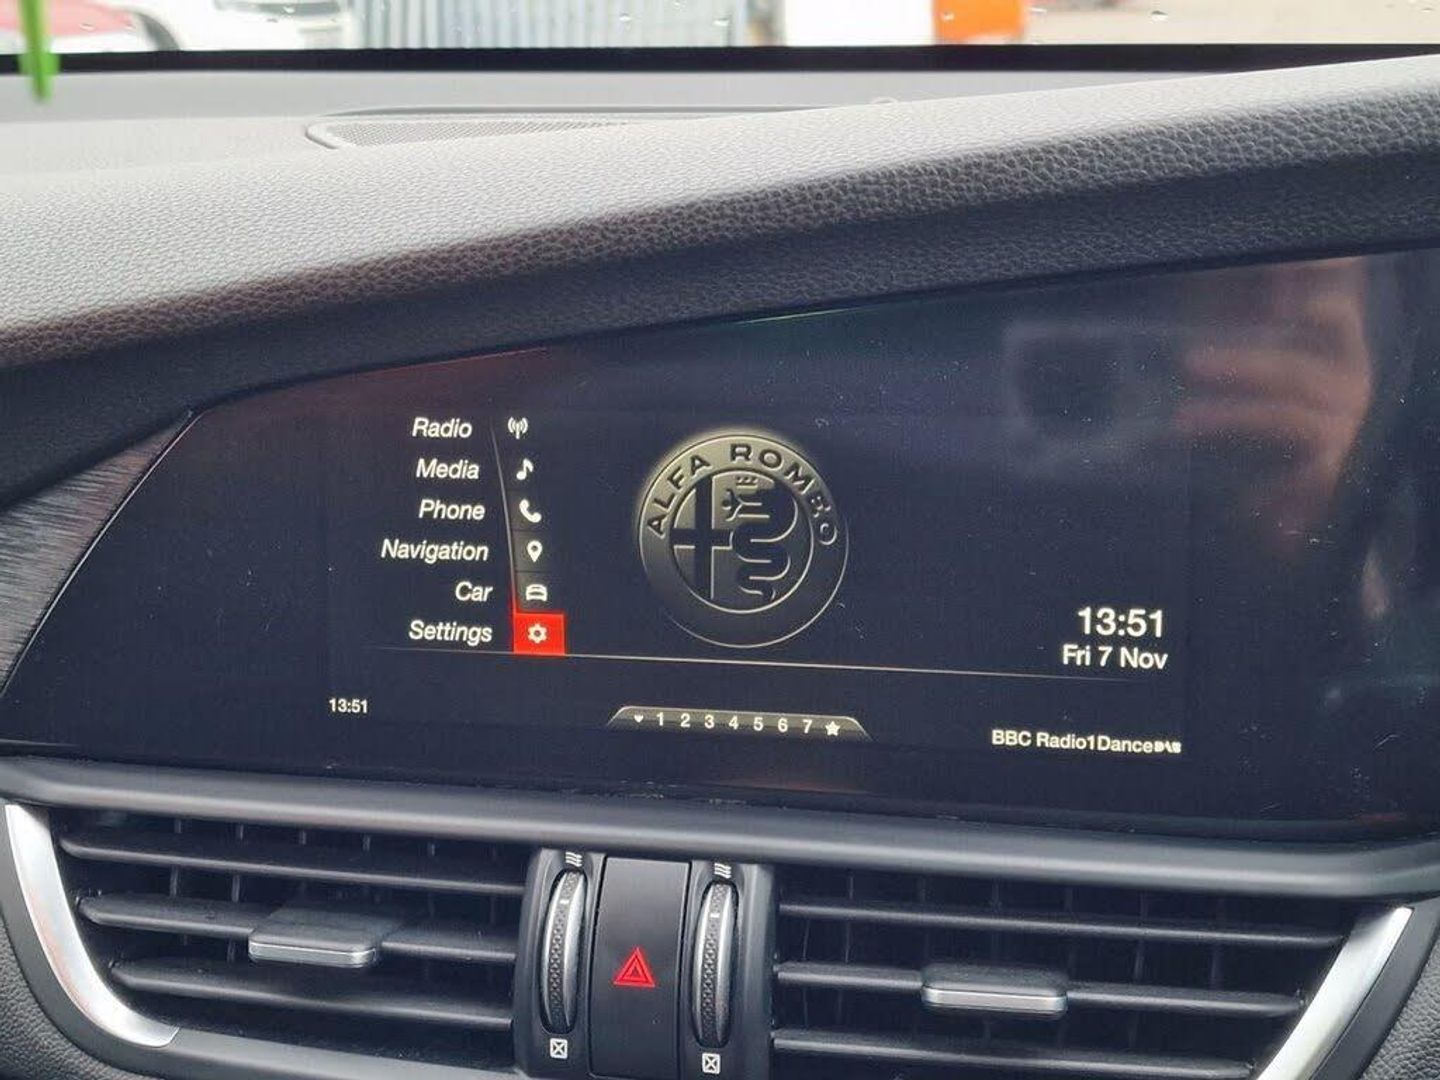 Radio
Media
Phone
Navigation
Car
Settings
ALFA ROMEO
13:51
Fri 7 Nov
13:51
1 2 3 4 5 6 7
BBC Radio1Dance DAB